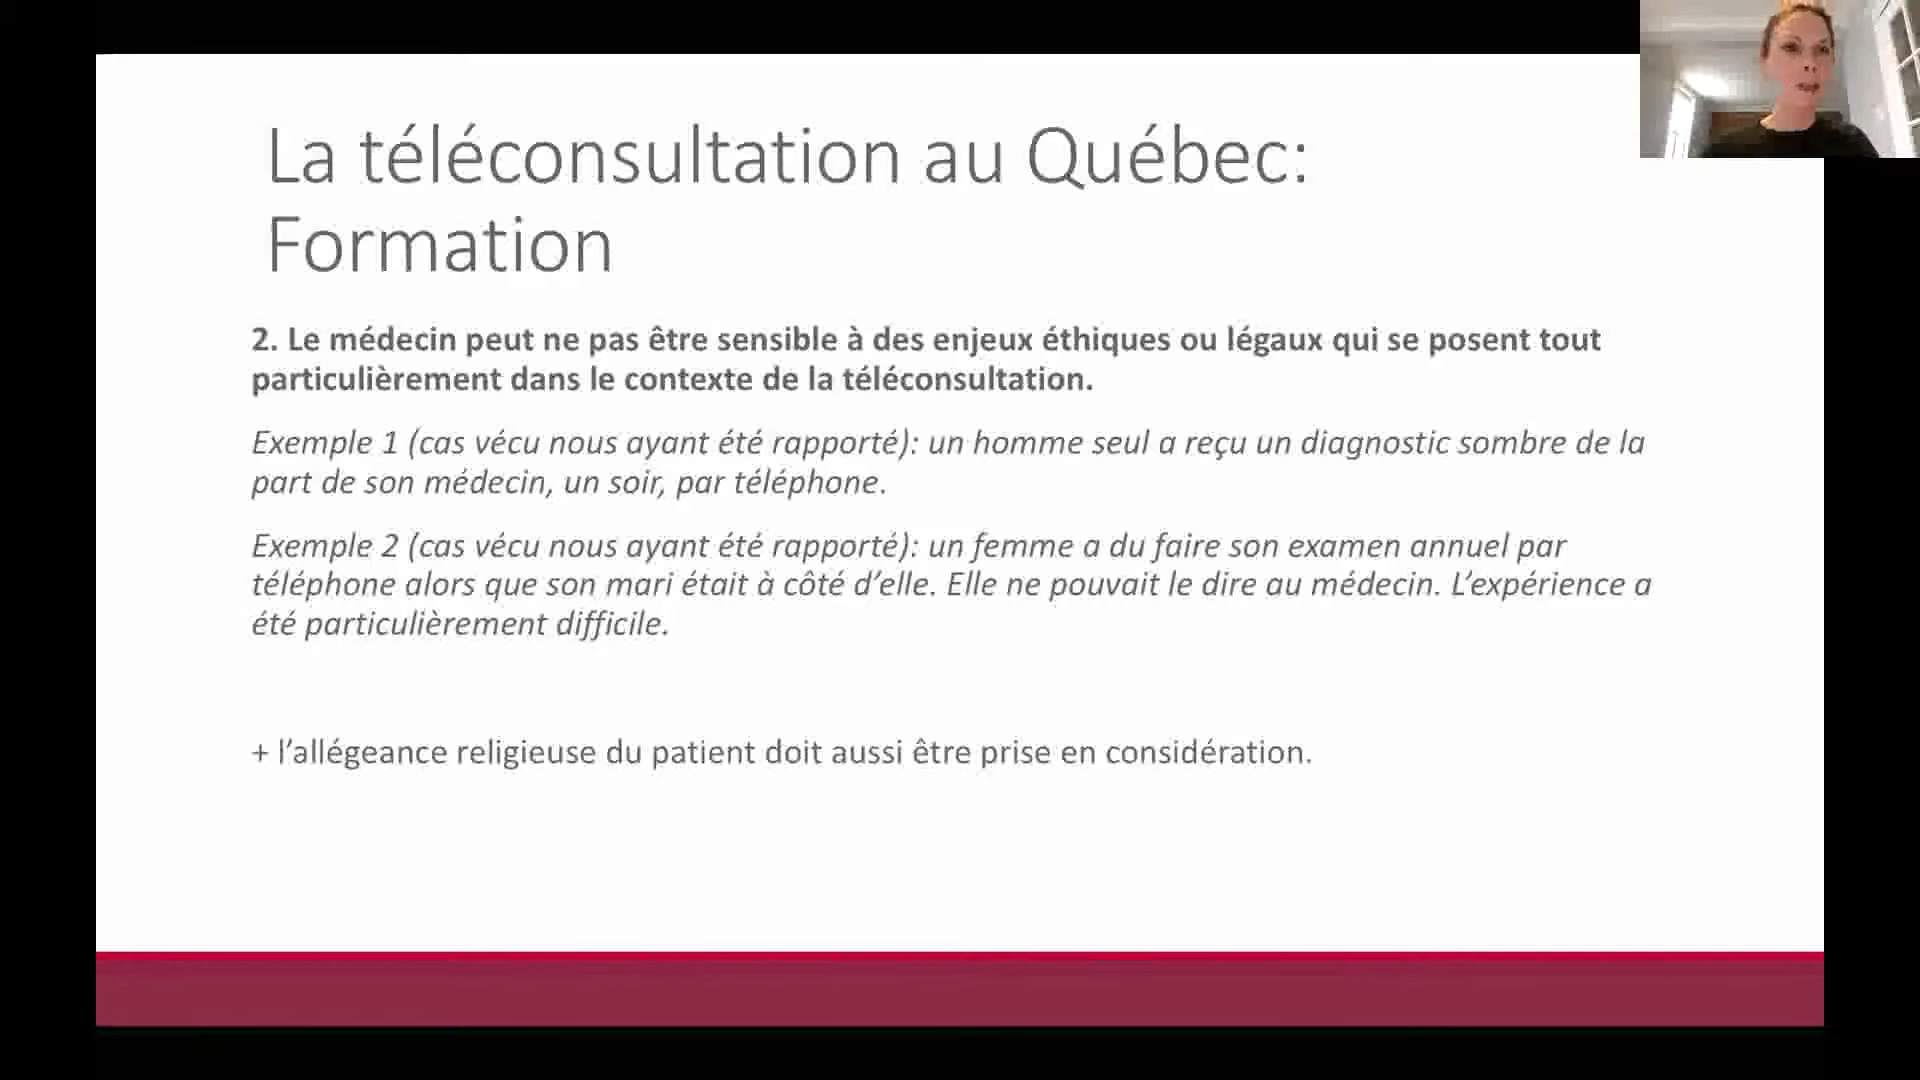 La téléconsultation au Québec:
Formation
2. Le médecin peut ne pas être sensible à des enjeux éthiques ou légaux qui se posent tout
particulièrement dans le contexte de la téléconsultation.
Exemple 1 (cas vécu nous ayant été rapporté): un homme seul a reçu un diagnostic sombre de la
part de son médecin, un soir, par téléphone.
Exemple 2 (cas vécu nous ayant été rapporté): un femme a du faire son examen annuel par
téléphone alors que son mari était à côté d’elle. Elle ne pouvait le dire au médecin. L’expérience a
été particulièrement difficile.
+ l’allégeance religieuse du patient doit aussi être prise en considération.